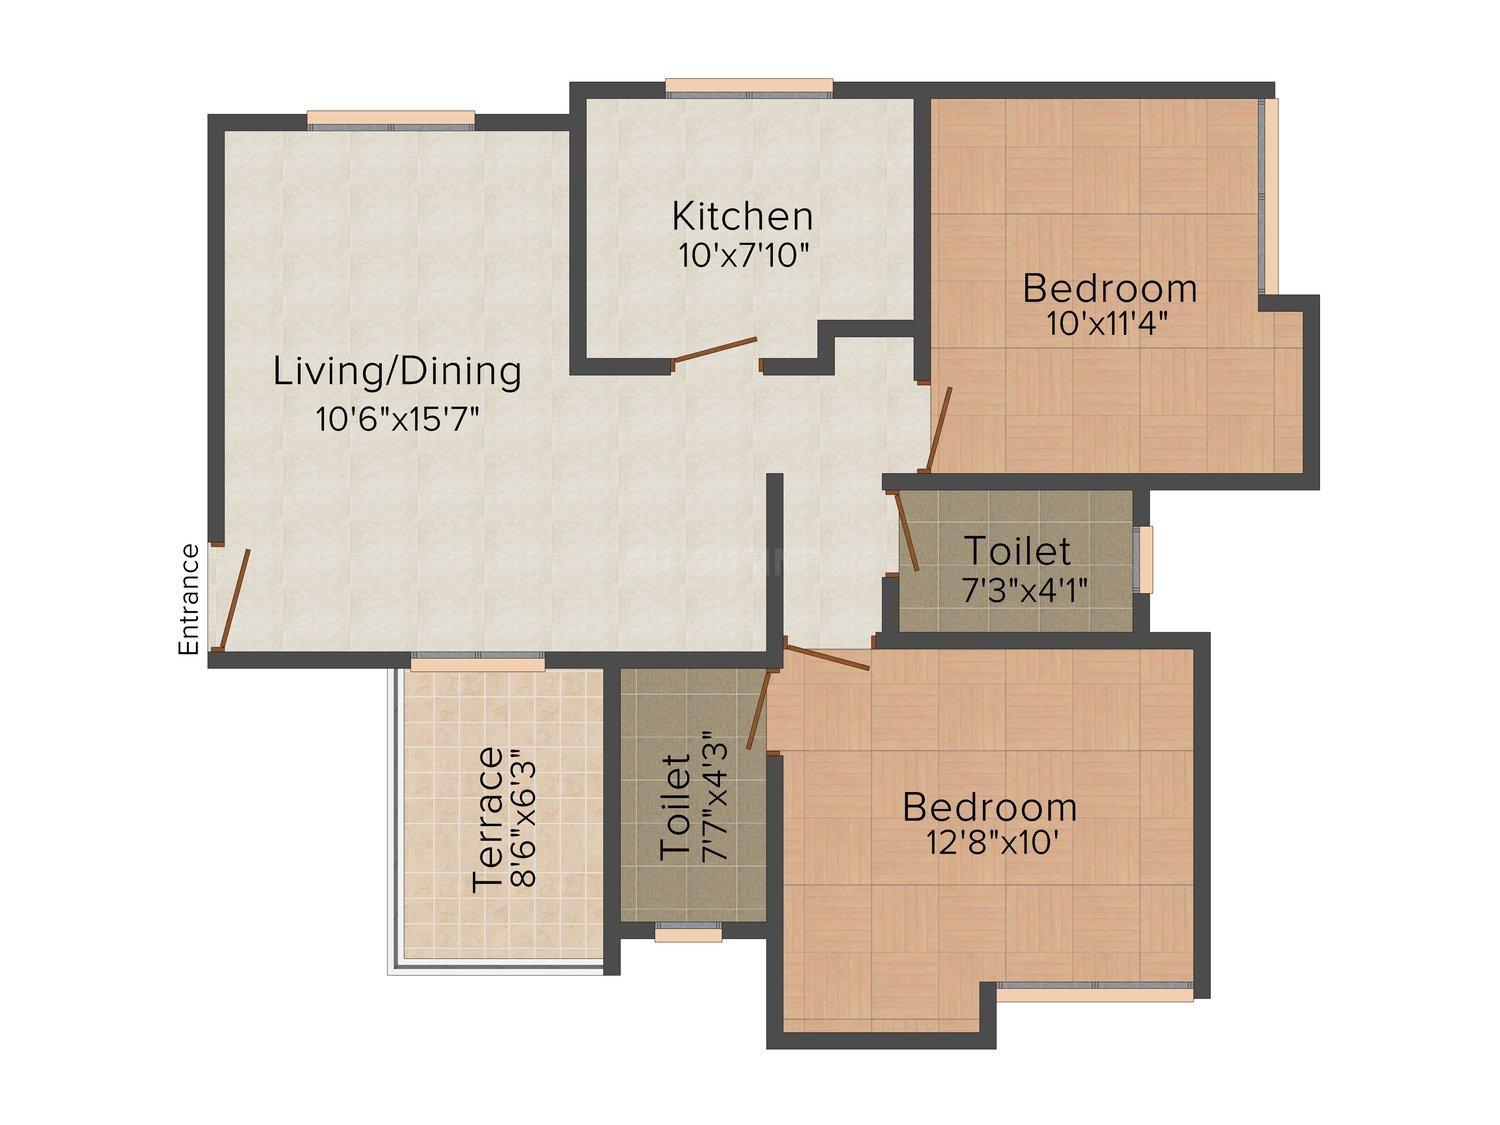 Kitchen
10'x7'10"
Bedroom
10'x11'4"
Living/Dining
10'6"x15'7"
Entrance
Toilet
7'3"x4'1"
Terrace
8'6"x6'3"
Toilet
7'7"x4'3"
Bedroom
12'8"x10'